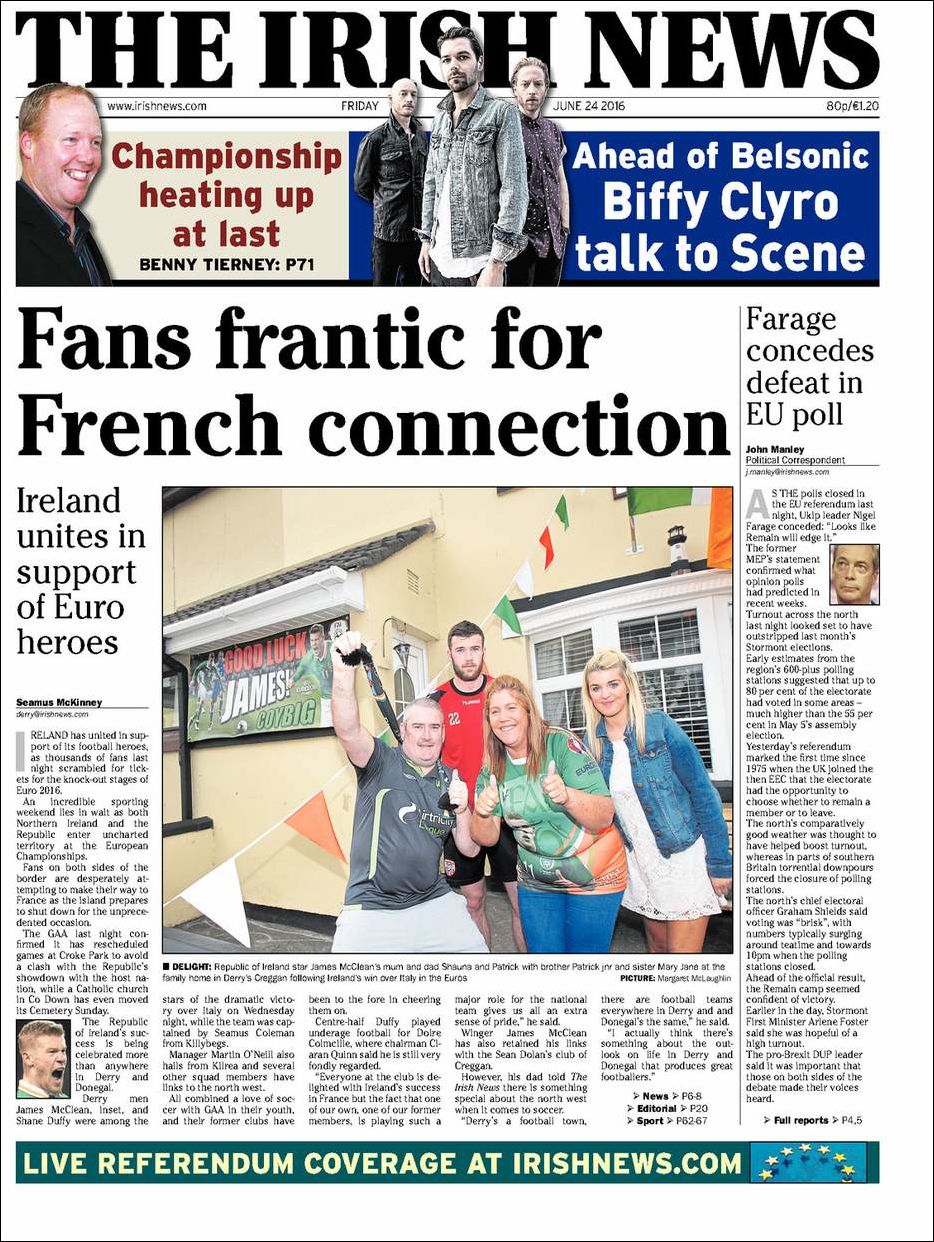 THE IRISH NEWS
www.irishnews.com FRIDAY JUNE 24 2016 80p/€1.20
Championship
heating up
at last
BENNY TIERNEY: P71
Ahead of Belsonic
Biffy Clyro
talk to Scene
Fans frantic for
French connection
Ireland
unites in
support
of Euro
heroes
Seamus McKinney
derry@irishnews.com
IRELAND has united in sup-
port of its football heroes,
as thousands of fans last
night scrambled for tick-
ets for the knock-out stages of
Euro 2016.
An incredible sporting
weekend lies in wait as both
Northern Ireland and the
Republic enter uncharted
territory at the European
Championships.
Fans on both sides of the
border are desperately at-
tempting to make their way to
France as the island prepares
to shut down for the unprece-
dented occasion.
The GAA last night con-
firmed it has rescheduled
games at Croke Park to avoid
a clash with the Republic's
showdown with the host na-
tion, while a Catholic church
in Co Down has even moved
its Cemetery Sunday.
The Republic
of Ireland's suc-
cess is being
celebrated more
than anywhere
in Derry and
Donegal.
Derry men
James McClean, inset, and
Shane Duffy were among the
GOOD LUCK
JAMES!
COYBIG
22
hummel
airtricity
league
EURO
11
■ DELIGHT: Republic of Ireland star James McClean's mum and dad Shauna and Patrick with brother Patrick jnr and sister Mary Jane at the
family home in Derry's Creggan following Ireland's win over Italy in the Euros PICTURE: Margaret McLaughlin
stars of the dramatic victo-
ry over Italy on Wednesday
night, while the team was cap-
tained by Seamus Coleman
from Killybegs.
Manager Martin O'Neill also
hails from Kilrea and several
other squad members have
links to the north west.
All combined a love of soc-
cer with GAA in their youth,
and their former clubs have
been to the fore in cheering
them on.
Centre-half Duffy played
underage football for Doire
Colmcille, where chairman Ci-
aran Quinn said he is still very
fondly regarded.
"Everyone at the club is de-
lighted with Ireland's success
in France but the fact that one
of our own, one of our former
members, is playing such a
major role for the national
team gives us all an extra
sense of pride," he said.
Winger James McClean
has also retained his links
with the Sean Dolan's club of
Creggan.
However, his dad told The
Irish News there is something
special about the north west
when it comes to soccer.
"Derry's a football town,
there are football teams
everywhere in Derry and and
Donegal's the same," he said.
"I actually think there's
something about the out-
look on life in Derry and
Donegal that produces great
footballers."
➢ News ➢ P6-8
➢ Editorial ➢ P20
➢ Sport ➢ P62-67
Farage
concedes
defeat in
EU poll
John Manley
Political Correspondent
j.manley@irishnews.com
AS THE polls closed in
the EU referendum last
night, Ukip leader Nigel
Farage conceded: "Looks like
Remain will edge it."
The former
MEP's statement
confirmed what
opinion polls
had predicted in
recent weeks.
Turnout across the north
last night looked set to have
outstripped last month's
Stormont elections.
Early estimates from the
region's 600-plus polling
stations suggested that up to
80 per cent of the electorate
had voted in some areas –
much higher than the 55 per
cent in May 5's assembly
election.
Yesterday's referendum
marked the first time since
1975 when the UK joined the
then EEC that the electorate
had the opportunity to
choose whether to remain a
member or to leave.
The north's comparatively
good weather was thought to
have helped boost turnout,
whereas in parts of southern
Britain torrential downpours
forced the closure of polling
stations.
The north's chief electoral
officer Graham Shields said
voting was "brisk", with
numbers typically surging
around teatime and towards
10pm when the polling
stations closed.
Ahead of the official result,
the Remain camp seemed
confident of victory.
Earlier in the day, Stormont
First Minister Arlene Foster
said she was hopeful of a
high turnout.
The pro-Brexit DUP leader
said it was important that
those on both sides of the
debate made their voices
heard.
➢ Full reports ➢ P4,5
LIVE REFERENDUM COVERAGE AT IRISHNEWS.COM